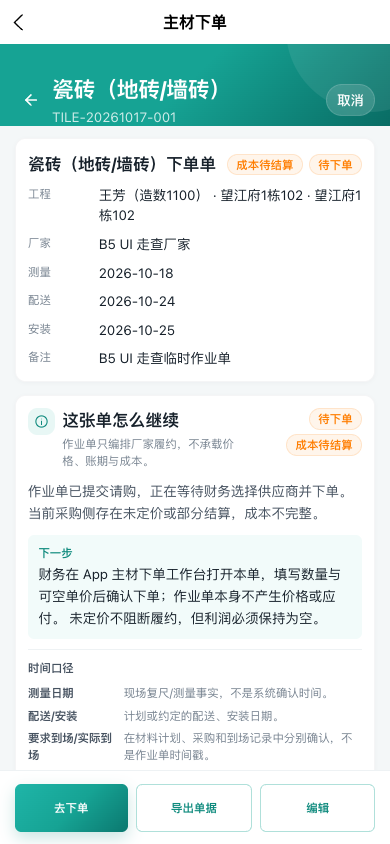 主材下单
瓷砖（地砖/墙砖）
TILE-20261017-001
取消
瓷砖（地砖/墙砖）下单单
成本待结算
待下单
工程
王芳（造数1100） · 望江府1栋102 · 望江府1
栋102
厂家
B5 UI 走查厂家
测量
2026-10-18
配送
2026-10-24
安装
2026-10-25
备注
B5 UI 走查临时作业单
这张单怎么继续
待下单
作业单只编排厂家履约，不承载价
格、账期与成本。
成本待结算
作业单已提交请购，正在等待财务选择供应商并下单。
当前采购侧存在未定价或部分结算，成本不完整。
下一步
财务在 App 主材下单工作台打开本单，填写数量与
可空单价后确认下单；作业单本身不产生价格或应
付。 未定价不阻断履约，但利润必须保持为空。
时间口径
测量日期
现场复尺/测量事实，不是系统确认时间。
配送/安装
计划或约定的配送、安装日期。
要求到场/实际到
场
在材料计划、采购和到场记录中分别确认，不
是作业单时间戳。
去下单
导出单据
编辑